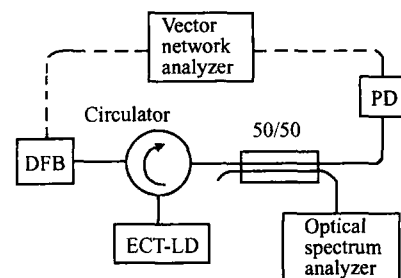 Vector
network
analyzer
PD
Circulator
50/50
DFB
ECT-LD
Optical
spectrum
analyzer